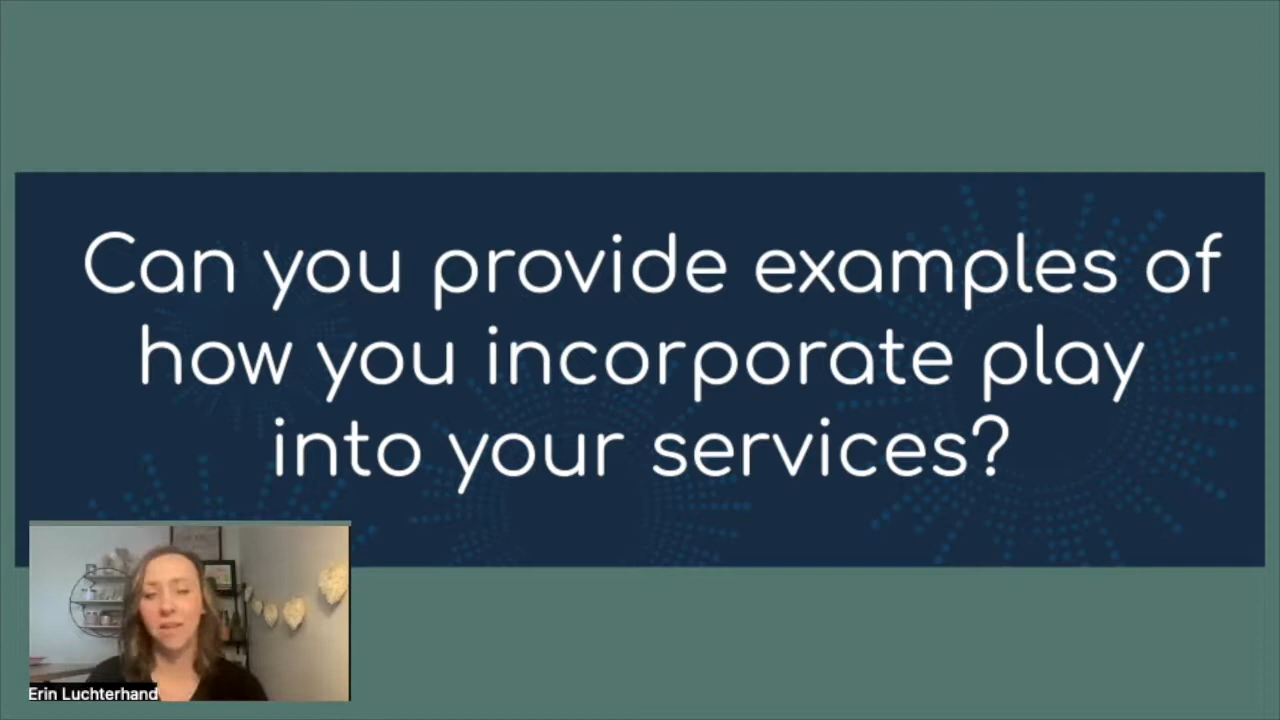 Can you provide examples of
how you incorporate play
into your services?
Erin Luchterhand